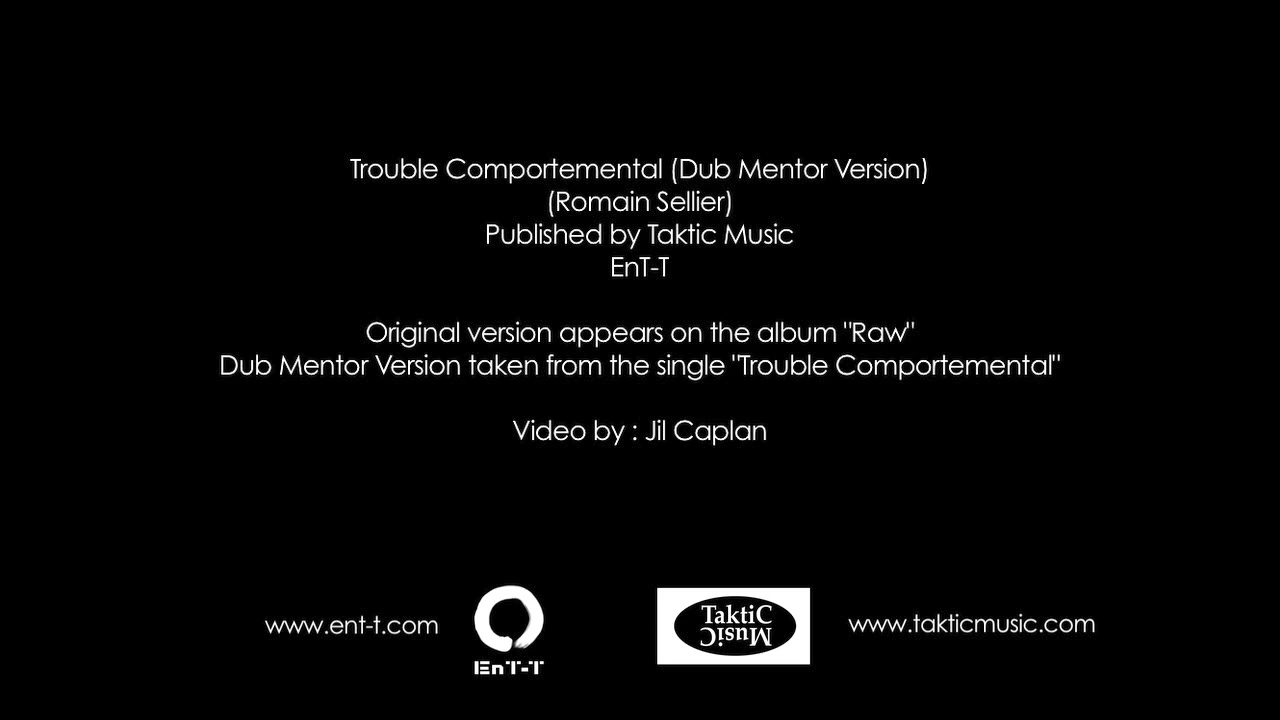 Trouble Comportemental (Dub Mentor Version)
(Romain Sellier)
Published by Taktic Music
EnT-T
Original version appears on the album "Raw"
Dub Mentor Version taken from the single "Trouble Comportemental"
Video by : Jil Caplan
www.ent-t.com
EnT-T
TaktiC
Music
www.takticmusic.com